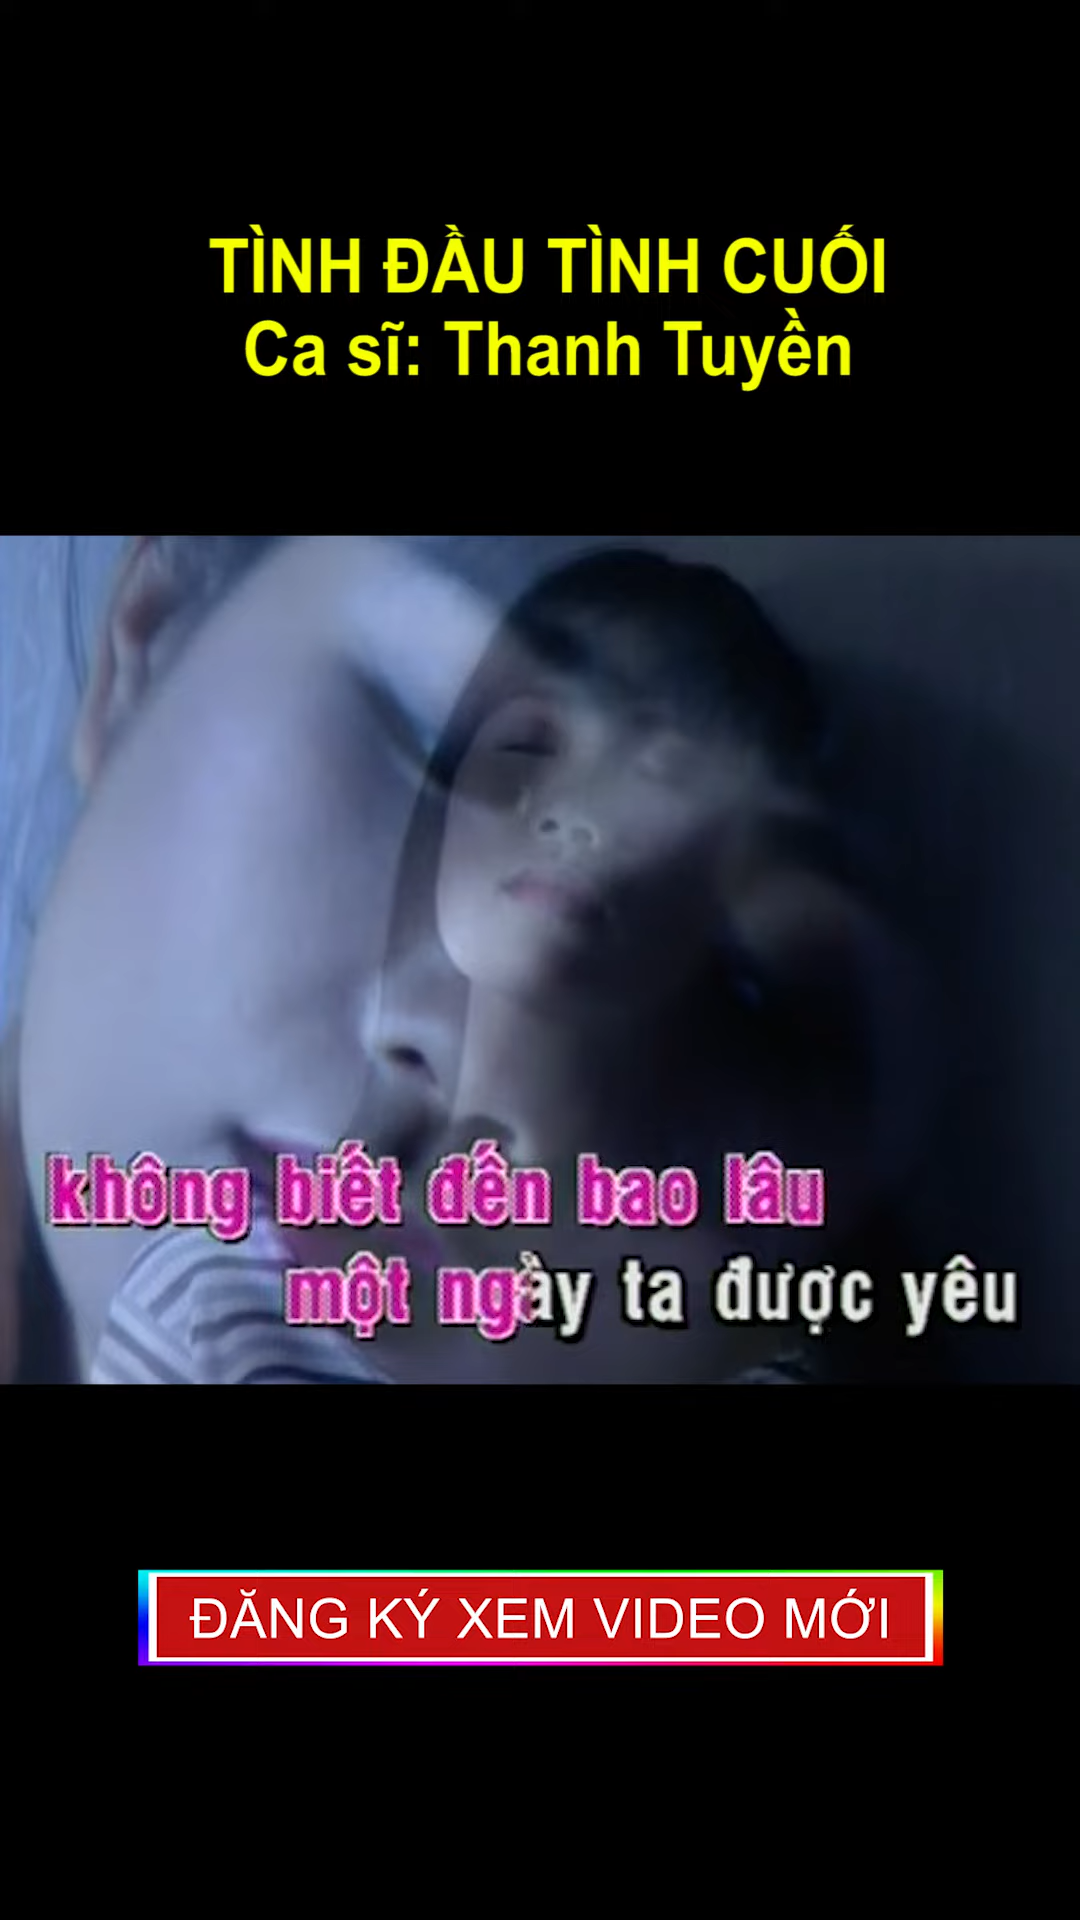 TÌNH ĐẦU TÌNH CUỐI
Ca sĩ: Thanh Tuyền
không biết đến bao lâu
một ngày ta được yêu
ĐĂNG KÝ XEM VIDEO MỚI